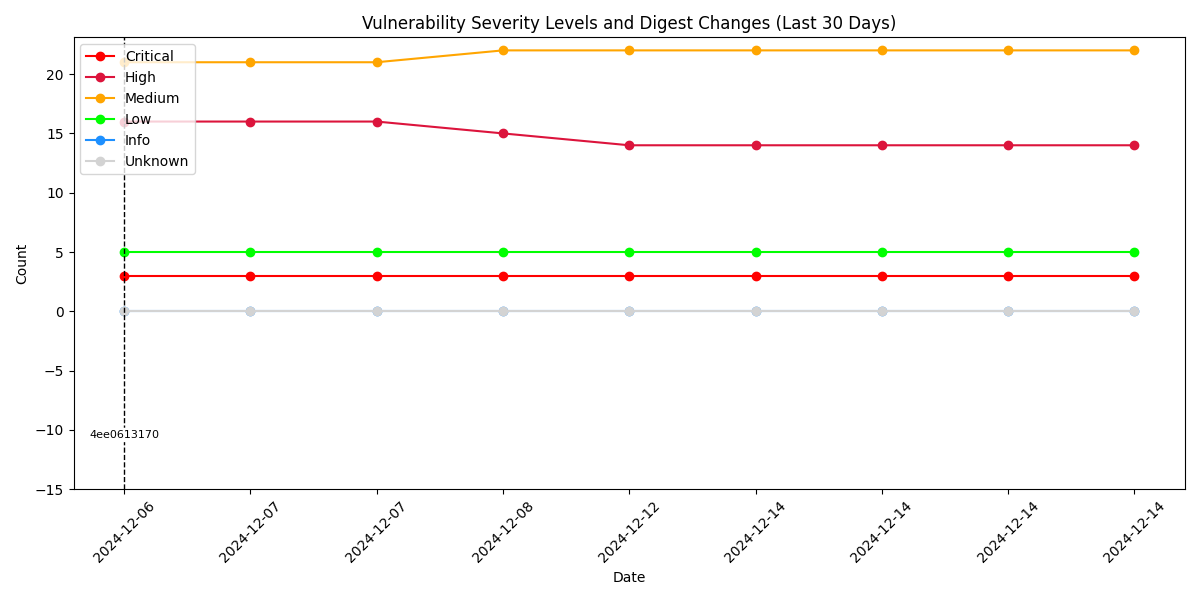 Vulnerability Severity Levels and Digest Changes (Last 30 Days)
Critical
High
Medium
Low
Info
Unknown
Count
20
15
10
5
0
−5
−10
−15
4ee0613170
2024-12-06
2024-12-07
2024-12-07
2024-12-08
2024-12-12
2024-12-14
2024-12-14
2024-12-14
2024-12-14
Date